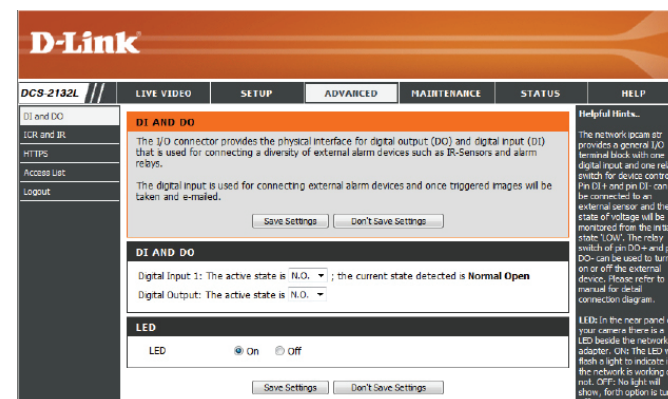 D-Link
DCS-2132L
LIVE VIDEO
SETUP
ADVANCED
MAINTENANCE
STATUS
HELP
DI and DO
ICR and IR
HTTPS
Access List
Logout
DI AND DO
The I/O connector provides the physical interface for digital output (DO) and digital input (DI)
that is used for connecting a diversity of external alarm devices such as IR-Sensors and alarm
relays.
The digital input is used for connecting external alarm devices and once triggered images will be
taken and e-mailed.
Save Settings
Don't Save Settings
DI AND DO
Digital Input 1: The active state is N.O. ; the current state detected is Normal Open
Digital Output: The active state is N.O.
LED
LED On Off
Save Settings
Don't Save Settings
Helpful Hints..
The network ipcam str
provides a general I/O
terminal block with one
digital input and one rel
switch for device contro
Pin DI+ and pin DI- can
be connected to an
external sensor and the
state of voltage will be
monitored from the initia
state 'LOW'. The relay
switch of pin DO+ and p
DO- can be used to turn
on or off the external
device. Please refer to
manual for detail
connection diagram.
LED: In the near panel
your camera there is a
LED beside the network
adapter. ON: The LED w
flash a light to indicate i
the network is working o
not. OFF: No light will
show, forth option is tu